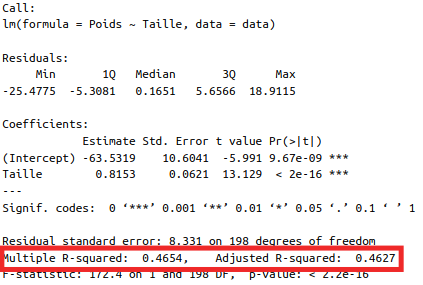 Call:
lm(formula = Poids ~ Taille, data = data)
Residuals:
Min 1Q Median 3Q Max
-25.4775 -5.3081 0.1651 5.6566 18.9115
Coefficients:
Estimate Std. Error t value Pr(>|t|)
(Intercept) -63.5319 10.6041 -5.991 9.67e-09 ***
Taille 0.8153 0.0621 13.129 < 2e-16 ***
---
Signif. codes: 0 ‘***’ 0.001 ‘**’ 0.01 ‘*’ 0.05 ‘.’ 0.1 ‘ ’ 1
Residual standard error: 8.331 on 198 degrees of freedom
Multiple R-squared: 0.4654, Adjusted R-squared: 0.4627
F-statistic: 172.4 on 1 and 198 DF, p-value: < 2.2e-16